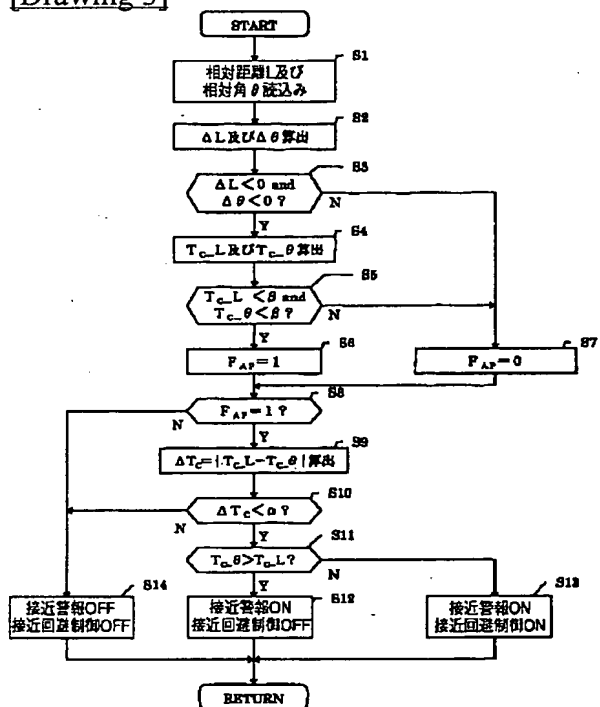 [Drawing 3]
START
S1
相対距離L及び
相対角θ読込み
S2
ΔL及びΔθ算出
S3
ΔL<0 and
Δθ<0?
N
Y
S4
Tc_L及びTc_θ算出
S5
Tc_L <β and
Tc_θ<β?
N
Y
S6
FAP=1
S7
FAP=0
S8
FAP=1?
N
Y
S9
ΔTc=|Tc_L-Tc_θ|算出
S10
ΔTc<α?
N
Y
S11
Tc_θ>Tc_L?
N
Y
S14
接近警報OFF
接近回避制御OFF
S12
接近警報ON
接近回避制御OFF
S13
接近警報ON
接近回避制御ON
RETURN